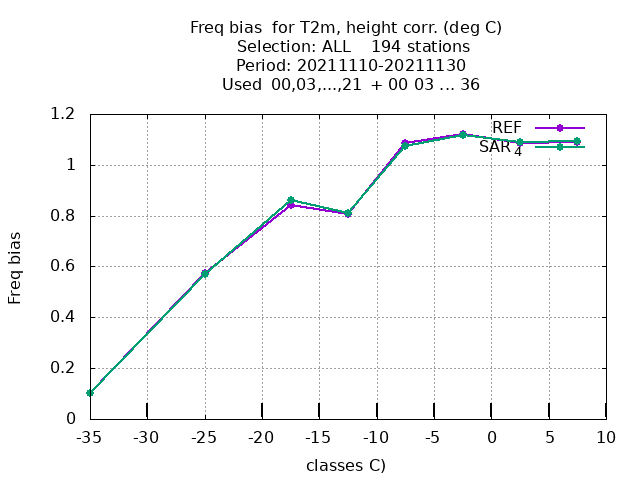 Freq bias  for T2m, height corr. (deg C)
Selection: ALL    194 stations
Period: 20211110-20211130
Used  00,03,...,21  + 00 03 ... 36
1.2
1
0.8
0.6
0.4
0.2
0
Freq bias
REF
SAR 4
-35 -30 -25 -20 -15 -10 -5 0 5 10
classes C)